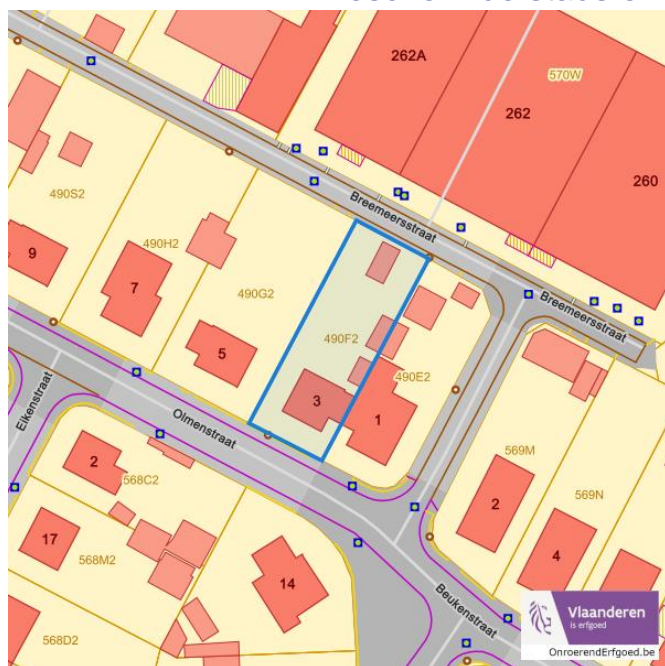 262A
570W
262
260
Breemeersstraat
490S2
490H2
9
7
490G2
Breemeersstraat
490F2
5
490E2
3
1
Eikenstraat
Olmenstraat
569M
2
568C2
2
569N
17
568M2
4
14
Beukenstraat
568D2
Vlaanderen
is erfgoed
OnroerendErfgoed.be